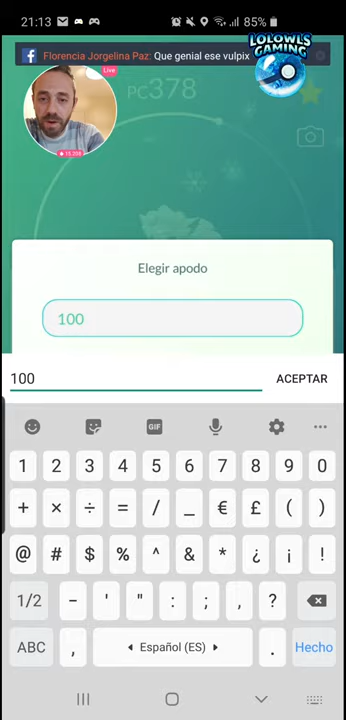 21:13
85%
Florencia Jorgelina Paz: Que genial ese vulpix
LOLOWLS
GAMING
Live
PC378
Elegir apodo
100
100
ACEPTAR
GIF
1 2 3 4 5 6 7 8 9 0
+ × ÷ = / _ € £ ( )
@ # $ % ^ & * ¿ ¡ !
1/2 - ' " : ; , ?
ABC , Español (ES) . Hecho